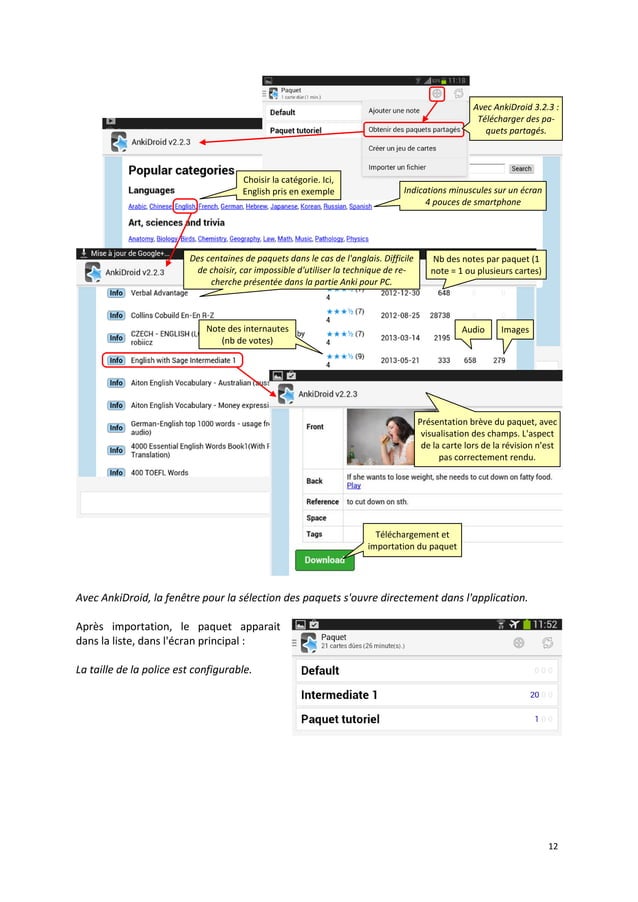 11:18
Paquet
1 carte dûe (1 min.)
Default
Paquet tutoriel
Ajouter une note
Obtenir des paquets partagés
Créer un jeu de cartes
Importer un fichier
Avec AnkiDroid 3.2.3 :
Télécharger des pa-
quets partagés.
AnkiDroid v2.2.3
Search
Popular categories
Languages
Arabic, Chinese, English, French, German, Hebrew, Japanese, Korean, Russian, Spanish
Choisir la catégorie. Ici,
English pris en exemple
Indications minuscules sur un écran
4 pouces de smartphone
Art, sciences and trivia
Anatomy, Biology, Birds, Chemistry, Geography, Law, Math, Music, Pathology, Physics
Mise à jour de Google+...
AnkiDroid v2.2.3
Des centaines de paquets dans le cas de l'anglais. Difficile
de choisir, car impossible d'utiliser la technique de re-
cherche présentée dans la partie Anki pour PC.
Nb des notes par paquet (1
note = 1 ou plusieurs cartes)
Info Verbal Advantage (7) 4 2012-12-30 648
Info Collins Cobuild En-En R-Z ★★★½ (7) 4 2012-08-25 28738
Info CZECH - ENGLISH by robiicz ★★★½ (7) 4 2013-03-14 2195
Note des internautes
(nb de votes)
Audio
Images
Info English with Sage Intermediate 1 ★★★½ (9) 4 2013-05-21 333 658 279
Info Aiton English Vocabulary - Australian
Info Aiton English Vocabulary - Money
Info German-English top 1000 words - usage audio)
Info 4000 Essential English Words Book1(With Translation)
Info 400 TOEFL Words
AnkiDroid v2.2.3
Présentation brève du paquet, avec
visualisation des champs. L'aspect
de la carte lors de la révision n'est
pas correctement rendu.
Front
Back If she wants to lose weight, she needs to cut down on fatty food.
Play
Reference to cut down on sth.
Space
Tags
Téléchargement et
importation du paquet
Download
Avec AnkiDroid, la fenêtre pour la sélection des paquets s'ouvre directement dans l'application.
Après importation, le paquet apparait
dans la liste, dans l'écran principal :
La taille de la police est configurable.
11:52
Paquet
21 cartes dûes (26 minute(s).)
Default 0 0 0
Intermediate 1 20 0 0
Paquet tutoriel 1 0 0
12